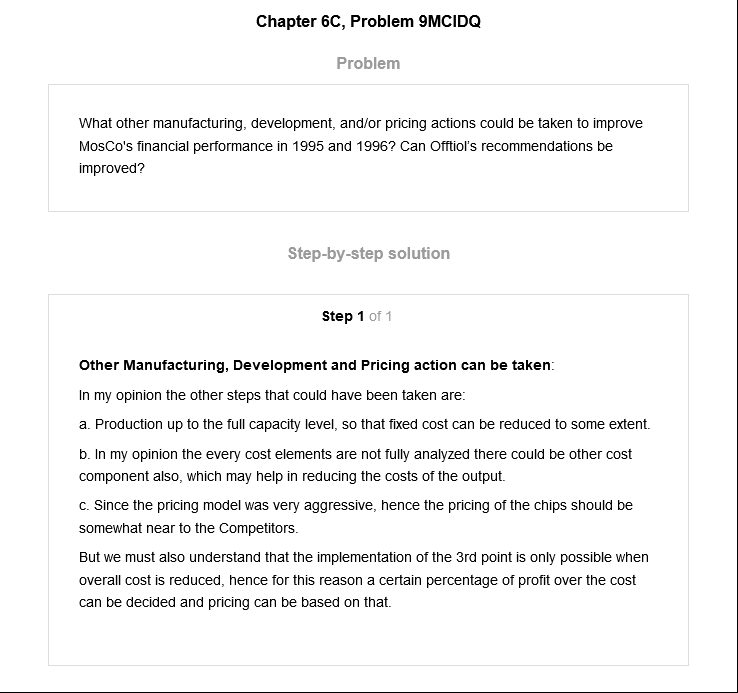 Chapter 6C, Problem 9MCIDQ
Problem
What other manufacturing, development, and/or pricing actions could be taken to improve
MosCo's financial performance in 1995 and 1996? Can Offtiol's recommendations be
improved?
Step-by-step solution
Step 1 of 1
Other Manufacturing, Development and Pricing action can be taken:
In my opinion the other steps that could have been taken are:
a. Production up to the full capacity level, so that fixed cost can be reduced to some extent.
b. In my opinion the every cost elements are not fully analyzed there could be other cost
component also, which may help in reducing the costs of the output.
c. Since the pricing model was very aggressive, hence the pricing of the chips should be
somewhat near to the Competitors.
But we must also understand that the implementation of the 3rd point is only possible when
overall cost is reduced, hence for this reason a certain percentage of profit over the cost
can be decided and pricing can be based on that.